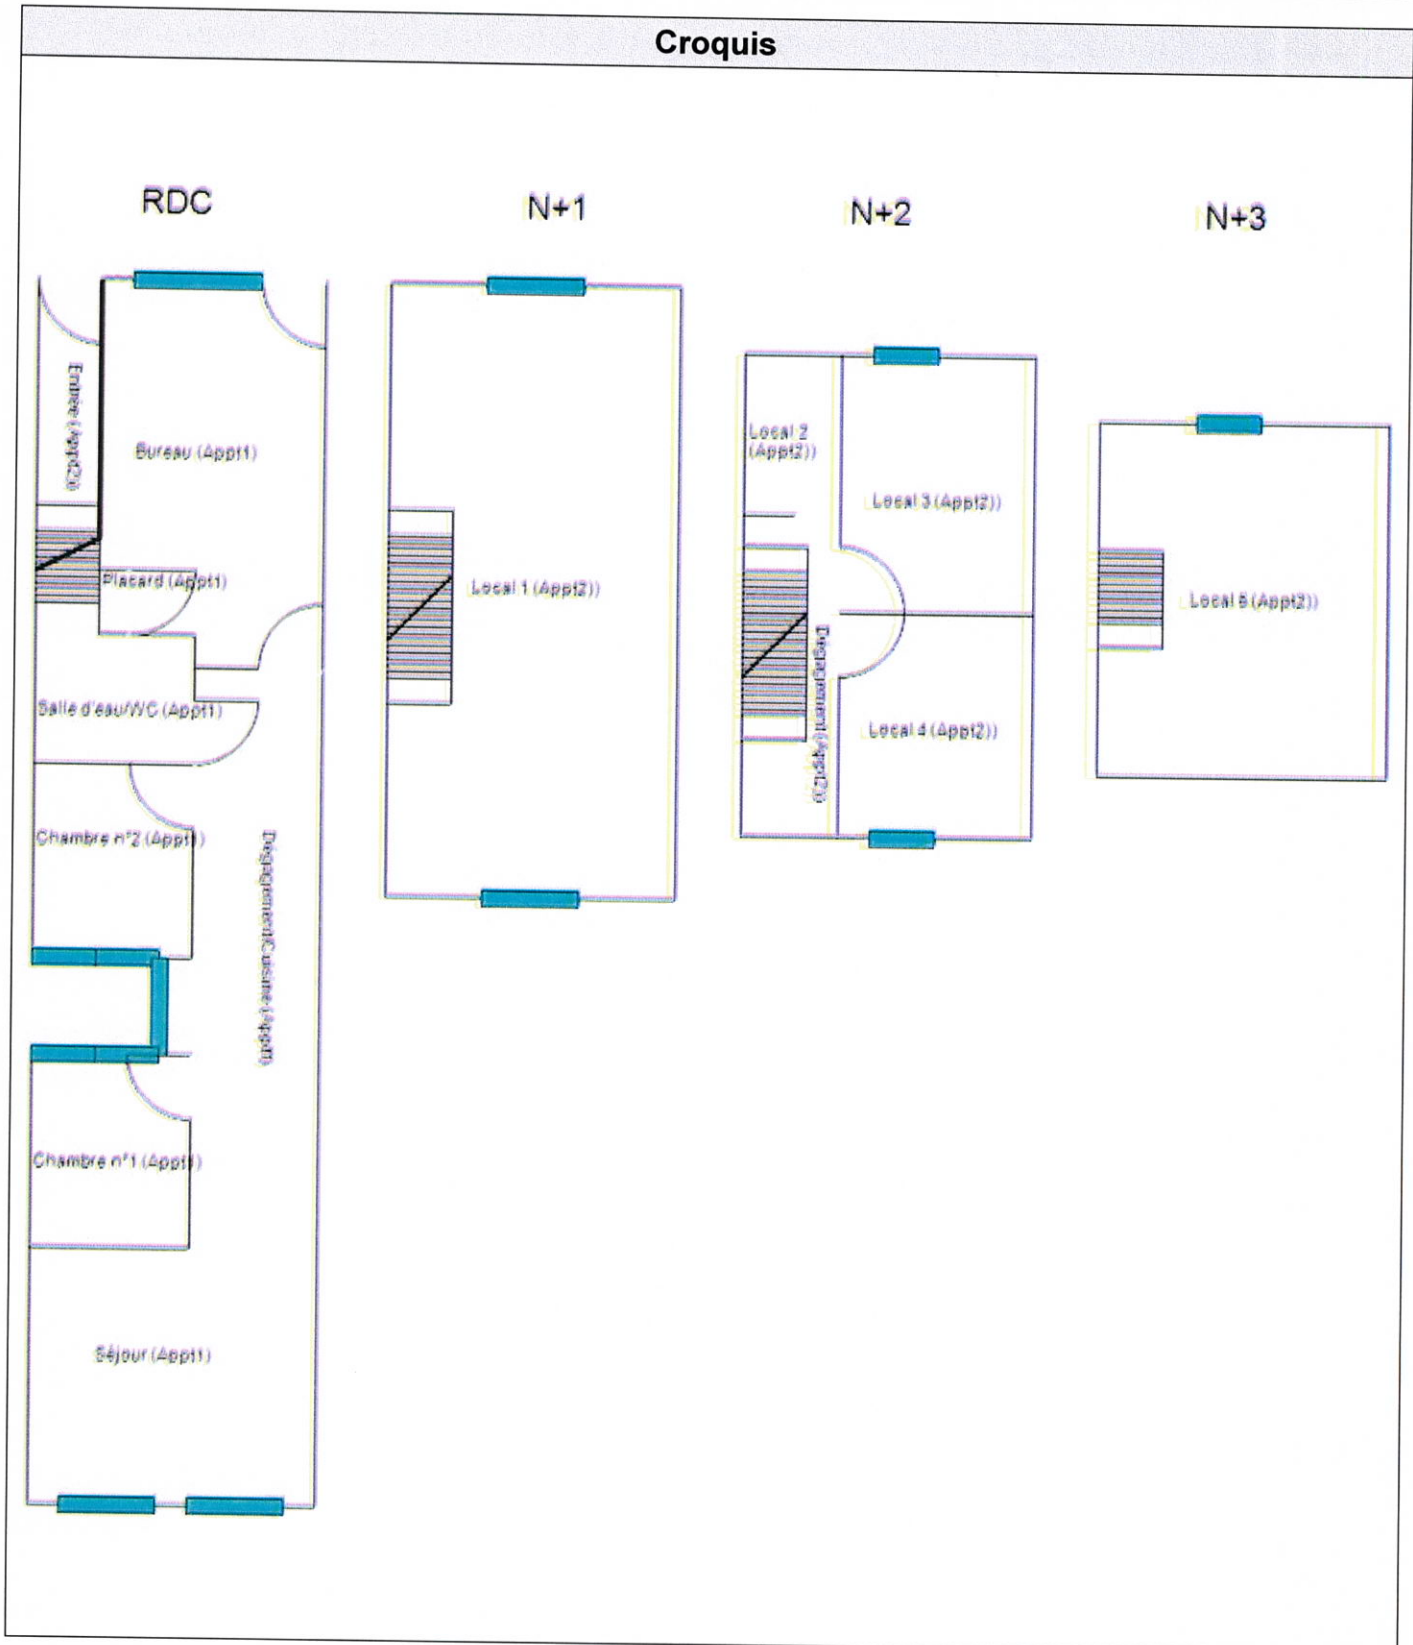 Croquis
RDC
N+1
N+2
N+3
Entrée (Appt2))
Bureau (Appt1)
Placard (Appt1)
Salle d'eau/WC (Appt1)
Chambre n°2 (Appt1)
Dégagement/Cuisine (Appt1)
Chambre n°1 (Appt1)
Séjour (Appt1)
Local 1 (Appt2))
Local 2
(Appt2))
Local 3 (Appt2))
Dégagement (Appt2))
Local 4 (Appt2))
Local 5 (Appt2))